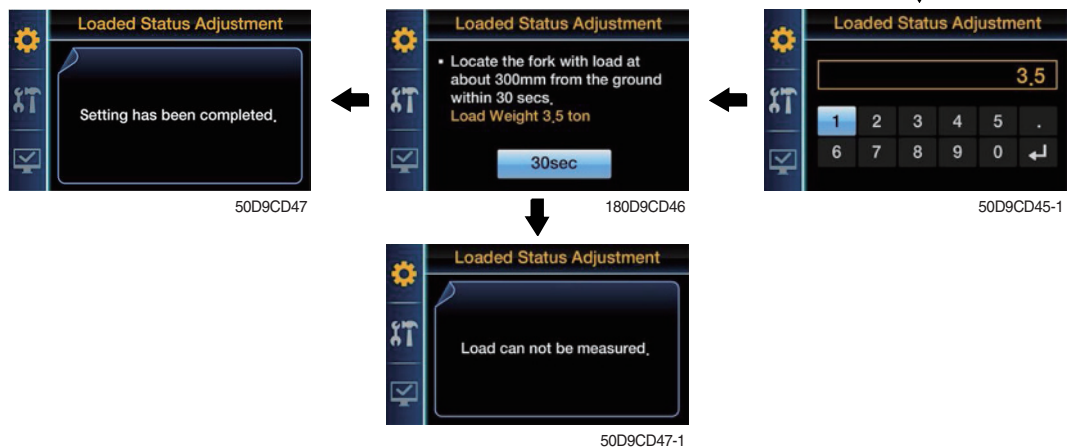 Loaded Status Adjustment
Setting has been completed.
50D9CD47
Loaded Status Adjustment
• Locate the fork with load at
about 300mm from the ground
within 30 secs.
Load Weight 3.5 ton
30sec
180D9CD46
Loaded Status Adjustment
3.5
1 2 3 4 5 .
6 7 8 9 0 ↵
50D9CD45-1
Loaded Status Adjustment
Load can not be measured.
50D9CD47-1